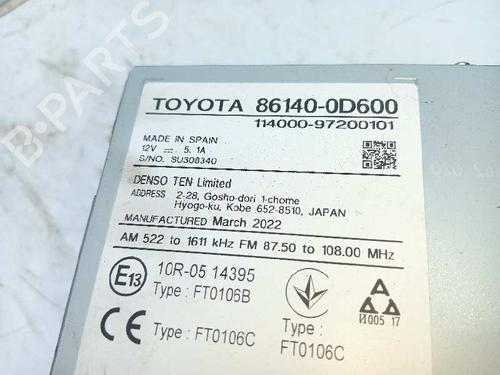 TOYOTA 86140-0D600
114000-97200101
MADE IN SPAIN
12V ⎓ 5.1A
S/NO. SU308340
DENSO TEN Limited
ADDRESS 2-28, Gosho-dori 1-chome
Hyogo-ku, Kobe 652-8510, JAPAN
MANUFACTURED March 2022
AM 522 to 1611 kHz FM 87.50 to 108.00 MHz
E13 10R-05 14395
Type : FT0106B
CE Type : FT0106C
Type :
FT0106C
И005 17
B-PARTS